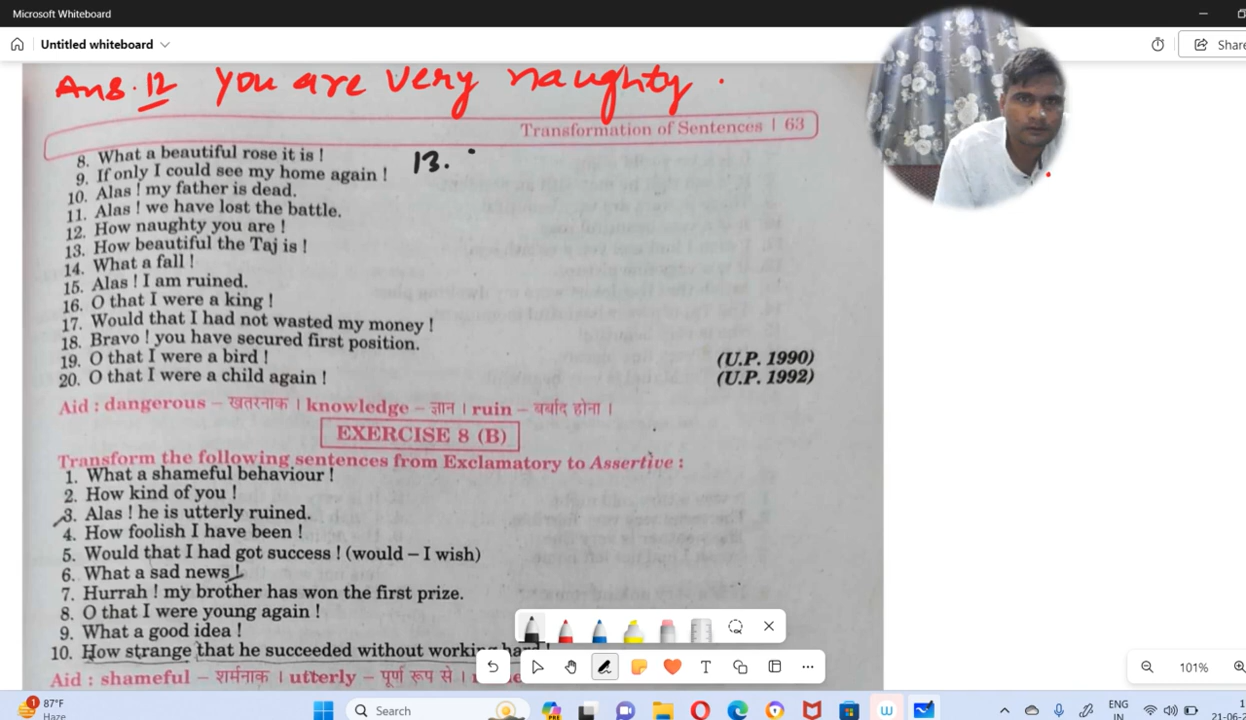 Microsoft Whiteboard
Untitled whiteboard
Share
Ans. 12 You are very naughty.
Transformation of Sentences | 63
8. What a beautiful rose it is !
13.
9. If only I could see my home again !
10. Alas ! my father is dead.
11. Alas ! we have lost the battle.
12. How naughty you are !
13. How beautiful the Taj is !
14. What a fall !
15. Alas ! I am ruined.
16. O that I were a king !
17. Would that I had not wasted my money !
18. Bravo ! you have secured first position.
19. O that I were a bird ! (U.P. 1990)
20. O that I were a child again ! (U.P. 1992)
Aid : dangerous – खतरनाक । knowledge – ज्ञान । ruin – बर्बाद होना ।
EXERCISE 8 (B)
Transform the following sentences from Exclamatory to Assertive :
1. What a shameful behaviour !
2. How kind of you !
3. Alas ! he is utterly ruined.
4. How foolish I have been !
5. Would that I had got success ! (would – I wish)
6. What a sad news !
7. Hurrah ! my brother has won the first prize.
8. O that I were young again !
9. What a good idea !
10. How strange that he succeeded without working hard !
Aid : shameful – शर्मनाक । utterly – पूर्ण रूप से ।
101%
87°F
Haze
Search
ENG
IN
21-06-2